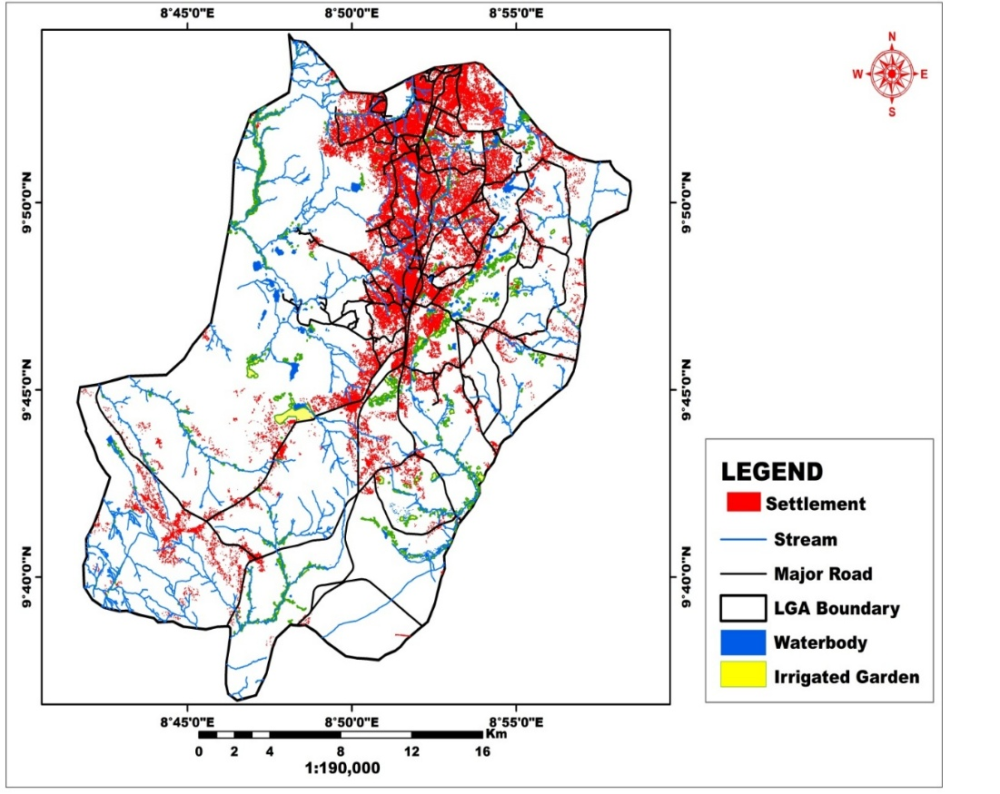 8°45'0"E 8°50'0"E 8°55'0"E
N
W E
S
9°50'0"N 9°50'0"N
9°45'0"N 9°45'0"N
9°40'0"N 9°40'0"N
LEGEND
Settlement
Stream
Major Road
LGA Boundary
Waterbody
Irrigated Garden
8°45'0"E 8°50'0"E 8°55'0"E
Km
0 2 4 8 12 16
1:190,000